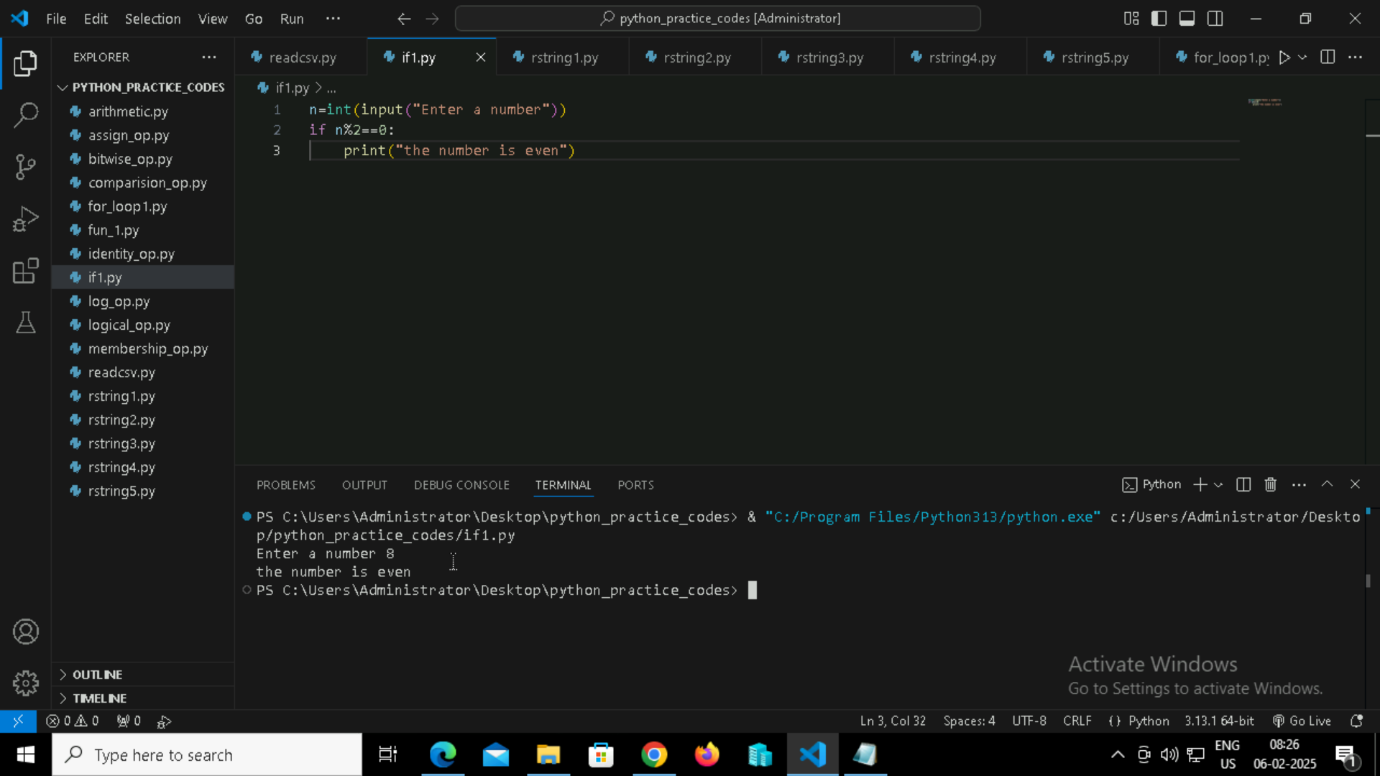 File Edit Selection View Go Run ···
python_practice_codes [Administrator]
EXPLORER ···
readcsv.py if1.py rstring1.py rstring2.py rstring3.py rstring4.py rstring5.py for_loop1.py
PYTHON_PRACTICE_CODES
arithmetic.py
assign_op.py
bitwise_op.py
comparision_op.py
for_loop1.py
fun_1.py
identity_op.py
if1.py
log_op.py
logical_op.py
membership_op.py
readcsv.py
rstring1.py
rstring2.py
rstring3.py
rstring4.py
rstring5.py
OUTLINE
TIMELINE
if1.py > ...
1 n=int(input("Enter a number"))
2 if n%2==0:
3 print("the number is even")
PROBLEMS OUTPUT DEBUG CONSOLE TERMINAL PORTS
Python
PS C:\Users\Administrator\Desktop\python_practice_codes> & "C:/Program Files/Python313/python.exe" c:/Users/Administrator/Deskto
p/python_practice_codes/if1.py
Enter a number 8
the number is even
PS C:\Users\Administrator\Desktop\python_practice_codes>
Activate Windows
Go to Settings to activate Windows.
0 0 0 Ln 3, Col 32 Spaces: 4 UTF-8 CRLF {} Python 3.13.1 64-bit Go Live
Type here to search
ENG
US
08:26
06-02-2025
1